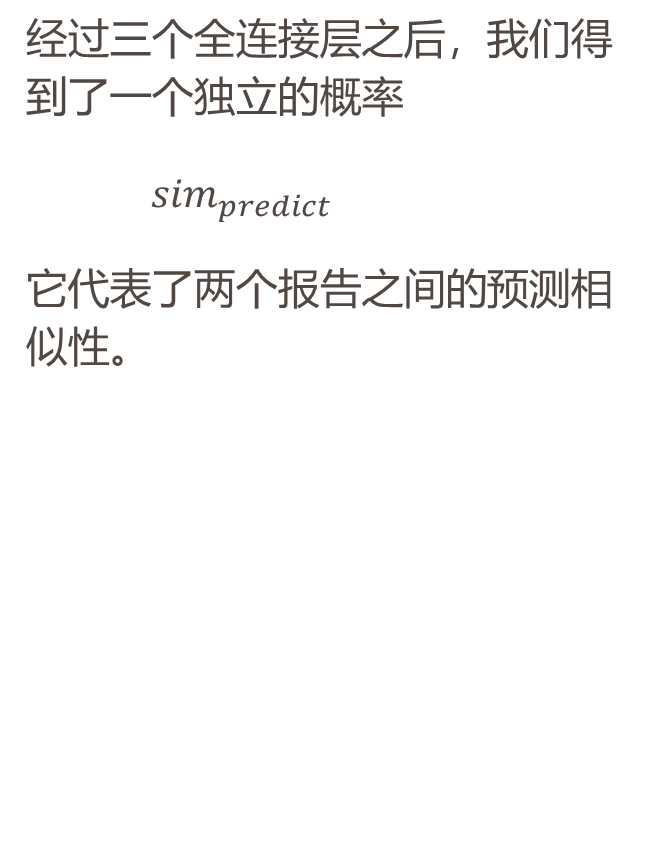 经过三个全连接层之后，我们得
到了一个独立的概率
𝑠𝑖𝑚_{𝑝𝑟𝑒𝑑𝑖𝑐𝑡}
它代表了两个报告之间的预测相
似性。